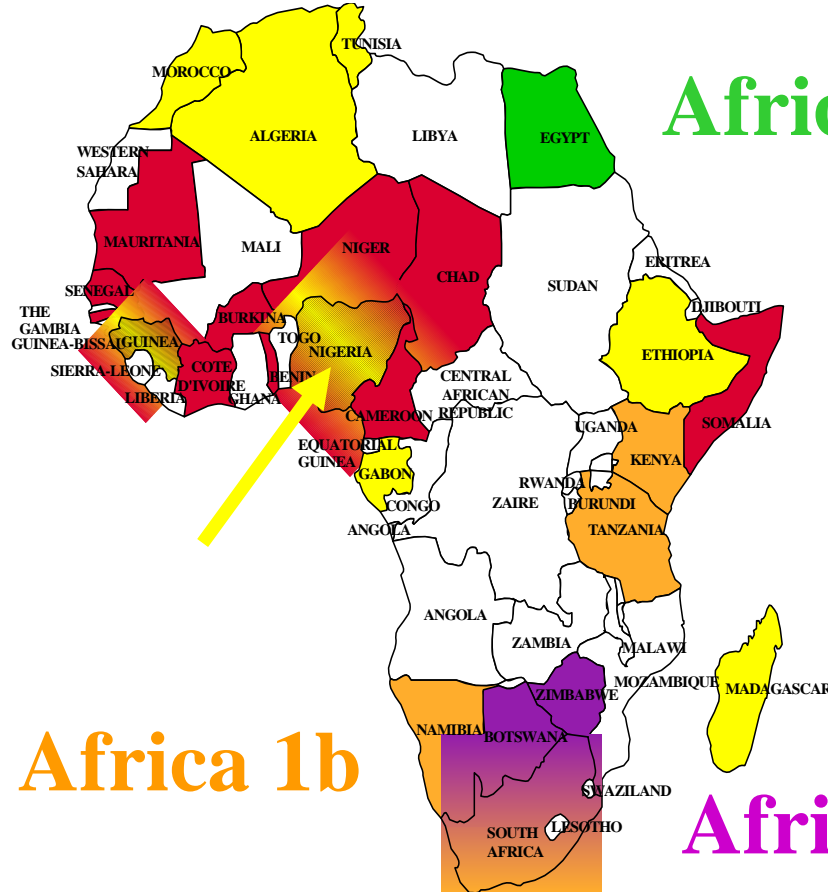 TUNISIA
MOROCCO
Afric
ALGERIA
LIBYA
EGYPT
WESTERN
SAHARA
MAURITANIA
MALI
NIGER
CHAD
SUDAN
ERITREA
SENEGAL
DJIBOUTI
THE
GAMBIA
BURKINA
GUINEA-BISSAU
GUINEA
TOGO
NIGERIA
ETHIOPIA
SIERRA-LEONE
COTE
D'IVOIRE
BENIN
CENTRAL
AFRICAN
REPUBLIC
LIBERIA
GHANA
CAMEROON
SOMALIA
UGANDA
EQUATORIAL
GUINEA
KENYA
GABON
RWANDA
CONGO
ZAIRE
BURUNDI
ANGOLA
TANZANIA
ANGOLA
ZAMBIA
MALAWI
MOZAMBIQUE
MADAGASCAR
ZIMBABWE
NAMIBIA
BOTSWANA
Africa 1b
SWAZILAND
SOUTH
AFRICA
LESOTHO
Afri